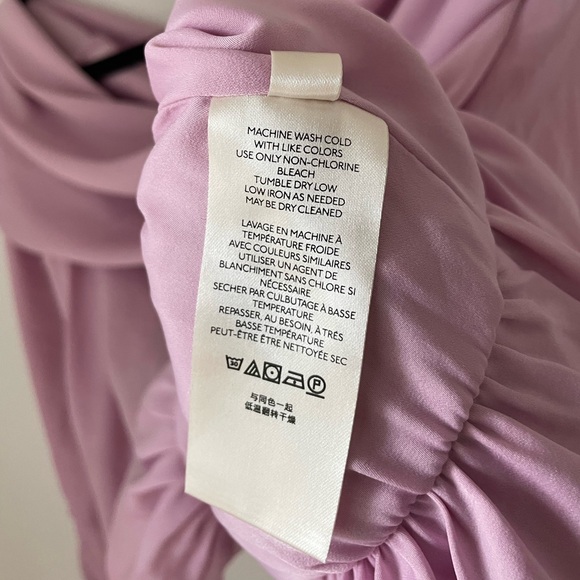 MACHINE WASH COLD
WITH LIKE COLORS
USE ONLY NON-CHLORINE
BLEACH
TUMBLE DRY LOW
LOW IRON AS NEEDED
MAY BE DRY CLEANED
LAVAGE EN MACHINE À
TEMPÉRATURE FROIDE
AVEC COULEURS SIMILAIRES
UTILISER UN AGENT DE
BLANCHIMENT SANS CHLORE SI
NÉCESSAIRE
SECHER PAR CULBUTAGE À BASSE
TEMPERATURE
REPASSER, AU BESOIN, À TRÉS
BASSE TEMPÉRATURE
PEUT-ÊTRE ÊTRE NETTOYÉE SEC
30 P
与同色一起
低温翻转干燥